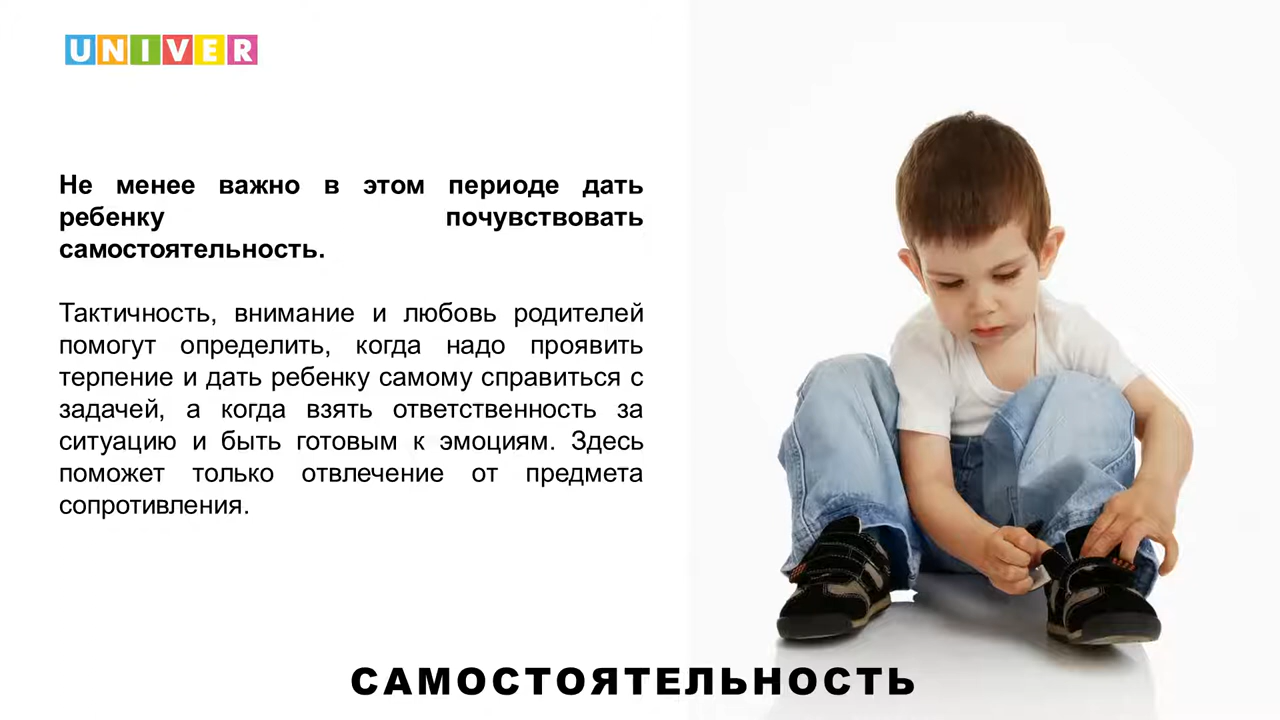 UNIVER
Не менее важно в этом периоде дать
ребенку почувствовать
самостоятельность.
Тактичность, внимание и любовь родителей
помогут определить, когда надо проявить
терпение и дать ребенку самому справиться с
задачей, а когда взять ответственность за
ситуацию и быть готовым к эмоциям. Здесь
поможет только отвлечение от предмета
сопротивления.
САМОСТОЯТЕЛЬНОСТЬ